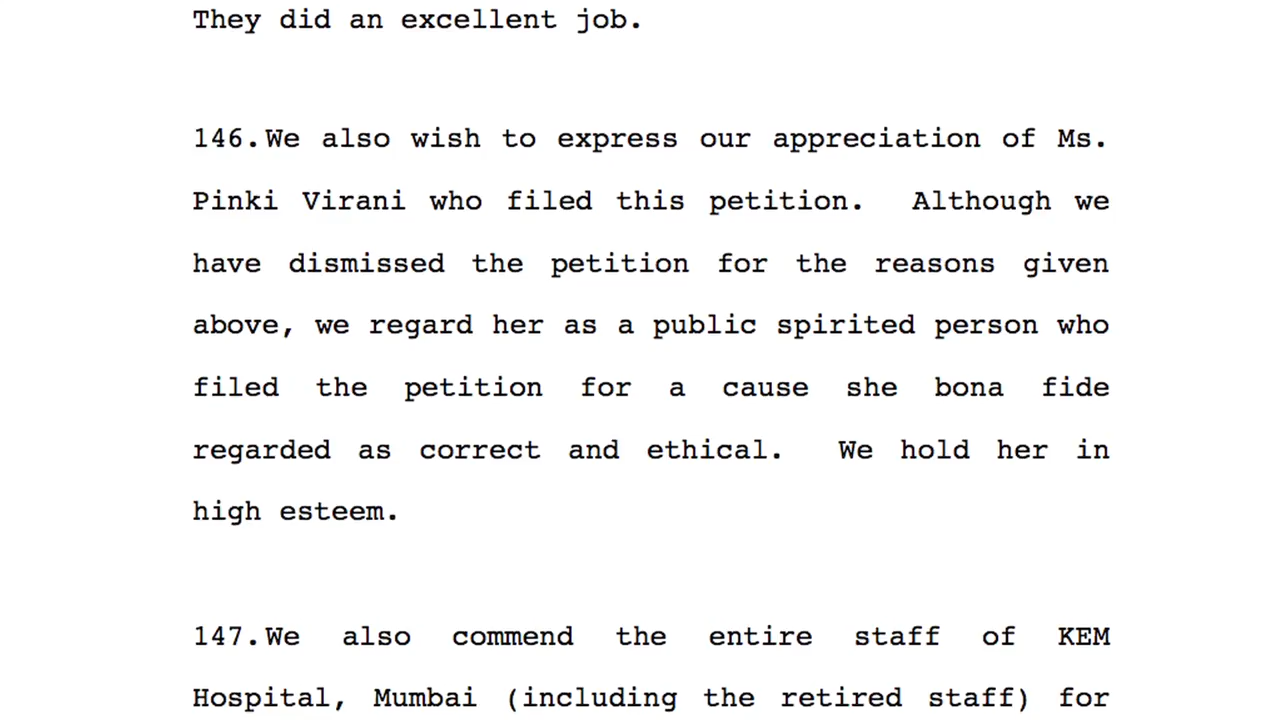 They did an excellent job.
146.We also wish to express our appreciation of Ms.
Pinki Virani who filed this petition. Although we
have dismissed the petition for the reasons given
above, we regard her as a public spirited person who
filed the petition for a cause she bona fide
regarded as correct and ethical. We hold her in
high esteem.
147.We also commend the entire staff of KEM
Hospital, Mumbai (including the retired staff) for